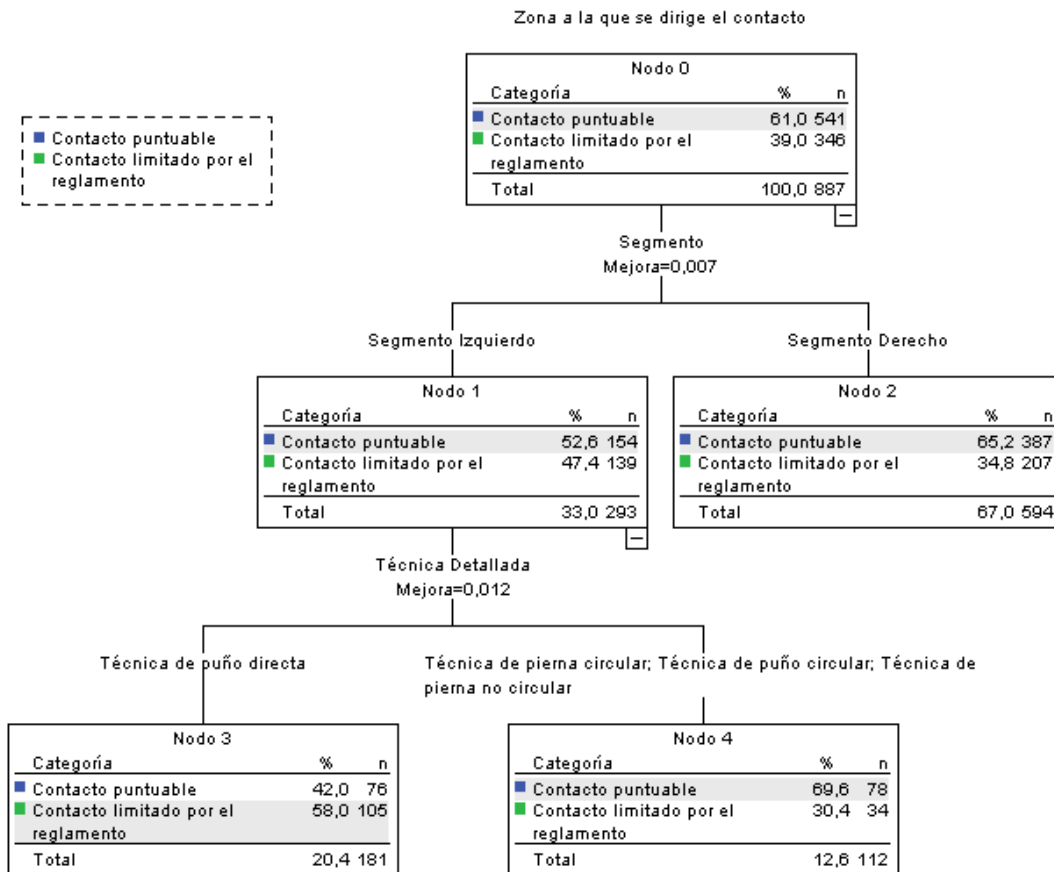 Zona a la que se dirige el contacto
Contacto puntuable
Contacto limitado por el
reglamento
Nodo 0
Categoría % n
Contacto puntuable 61,0 541
Contacto limitado por el 39,0 346
reglamento
Total 100,0 887
Segmento
Mejora=0,007
Segmento Izquierdo
Nodo 1
Categoría % n
Contacto puntuable 52,6 154
Contacto limitado por el 47,4 139
reglamento
Total 33,0 293
Segmento Derecho
Nodo 2
Categoría % n
Contacto puntuable 65,2 387
Contacto limitado por el 34,8 207
reglamento
Total 67,0 594
Técnica Detallada
Mejora=0,012
Técnica de puño directa
Nodo 3
Categoría % n
Contacto puntuable 42,0 76
Contacto limitado por el 58,0 105
reglamento
Total 20,4 181
Técnica de pierna circular; Técnica de puño circular; Técnica de
pierna no circular
Nodo 4
Categoría % n
Contacto puntuable 69,6 78
Contacto limitado por el 30,4 34
reglamento
Total 12,6 112